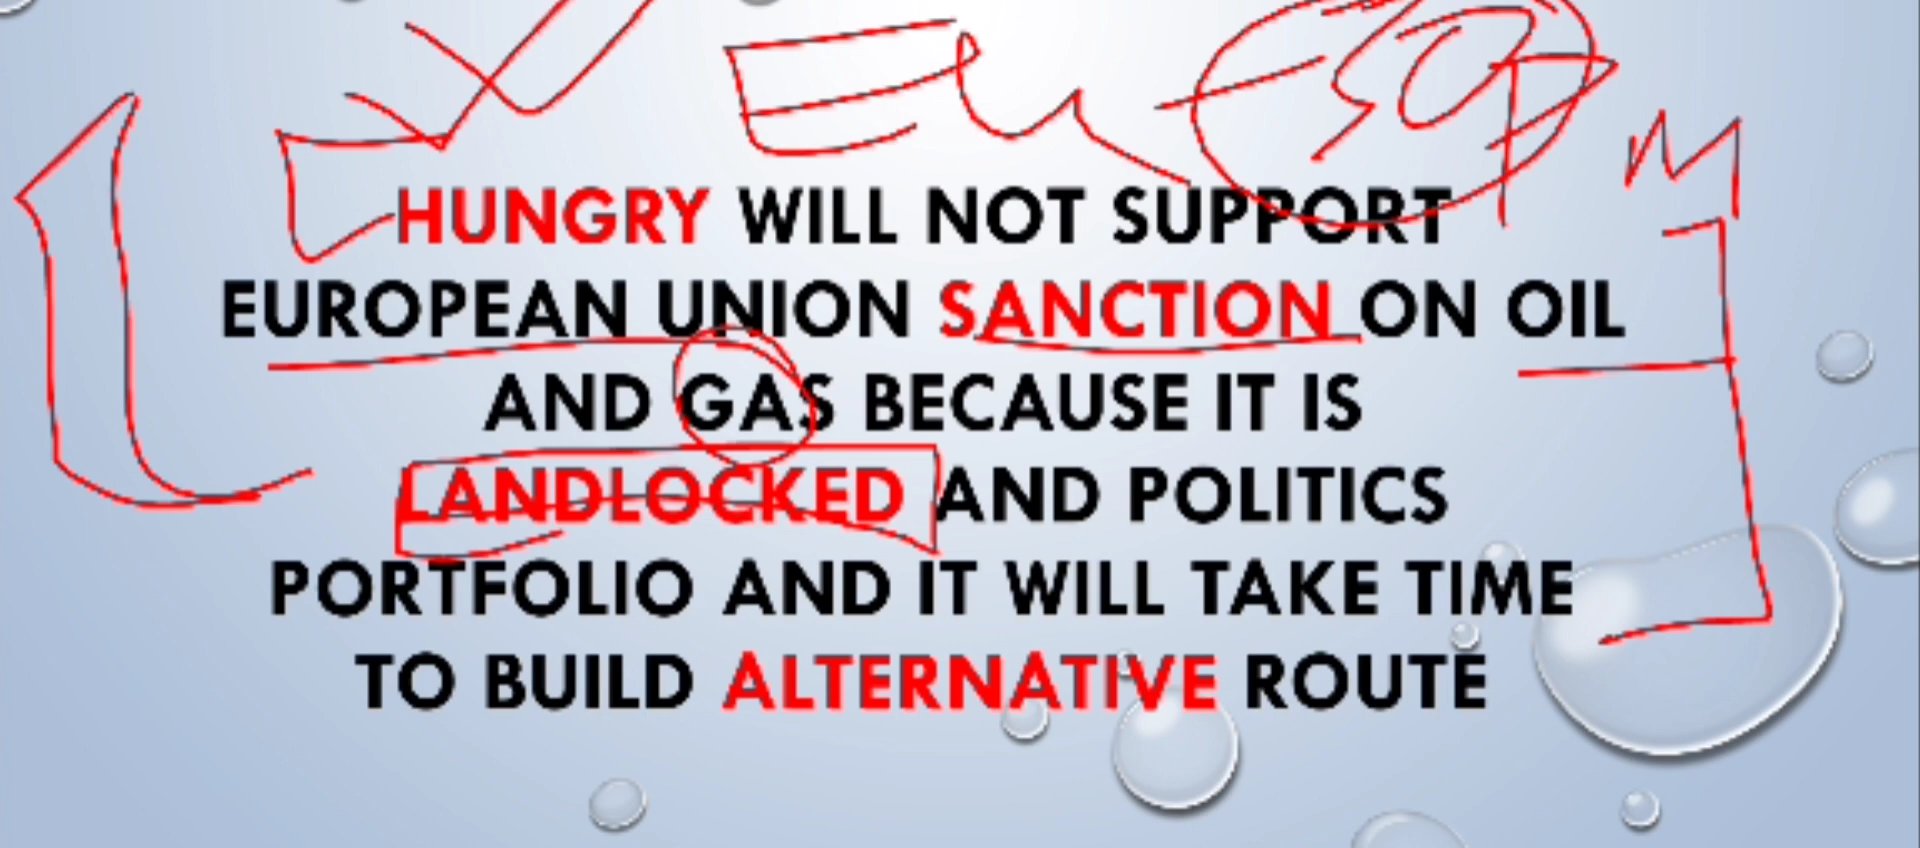 HUNGRY WILL NOT SUPPORT
EUROPEAN UNION SANCTION ON OIL
AND GAS BECAUSE IT IS
LANDLOCKED AND POLITICS
PORTFOLIO AND IT WILL TAKE TIME
TO BUILD ALTERNATIVE ROUTE